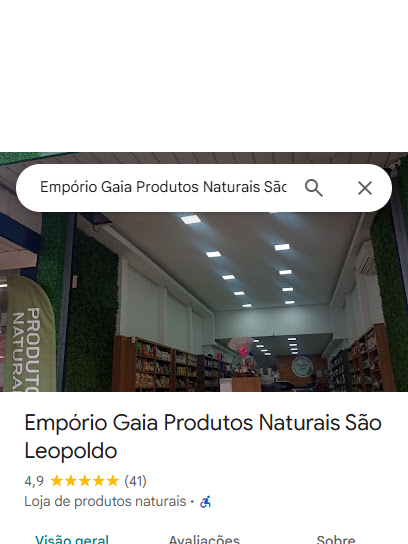 Empório Gaia Produtos Naturais São
PRODUTO
NATURA
Empório Gaia Produtos Naturais São
Leopoldo
4,9 ★★★★★ (41)
Loja de produtos naturais ·
Visão geral Avaliações Sobre